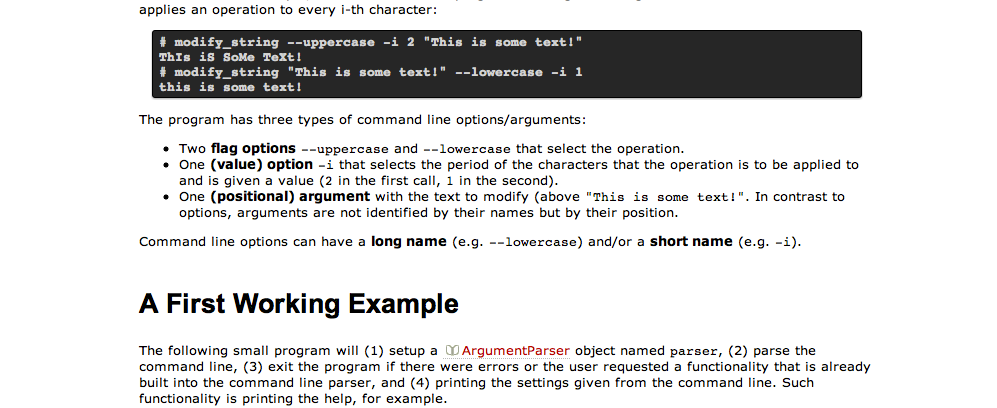 applies an operation to every i-th character:
# modify_string --uppercase -i 2 "This is some text!"
ThIs iS SoMe TeXt!
# modify_string "This is some text!" --lowercase -i 1
this is some text!
The program has three types of command line options/arguments:
• Two flag options --uppercase and --lowercase that select the operation.
• One (value) option -i that selects the period of the characters that the operation is to be applied to
and is given a value (2 in the first call, 1 in the second).
• One (positional) argument with the text to modify (above "This is some text!". In contrast to
options, arguments are not identified by their names but by their position.
Command line options can have a long name (e.g. --lowercase) and/or a short name (e.g. -i).
A First Working Example
The following small program will (1) setup a ArgumentParser object named parser, (2) parse the
command line, (3) exit the program if there were errors or the user requested a functionality that is already
built into the command line parser, and (4) printing the settings given from the command line. Such
functionality is printing the help, for example.